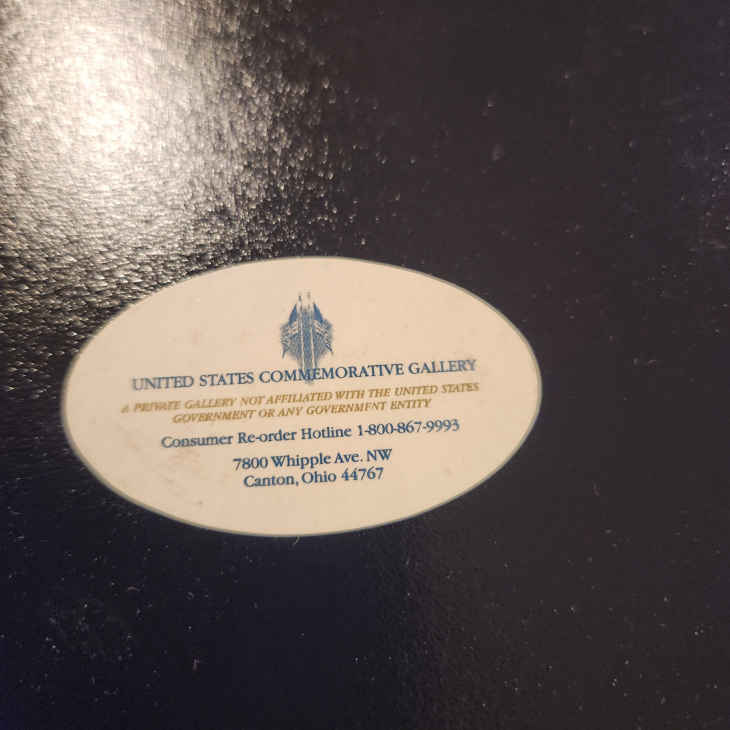 UNITED STATES COMMEMORATIVE GALLERY
A PRIVATE GALLERY NOT AFFILIATED WITH THE UNITED STATES
GOVERNMENT OR ANY GOVERNMENT ENTITY
Consumer Re-order Hotline 1-800-867-9993
7800 Whipple Ave. NW
Canton, Ohio 44767